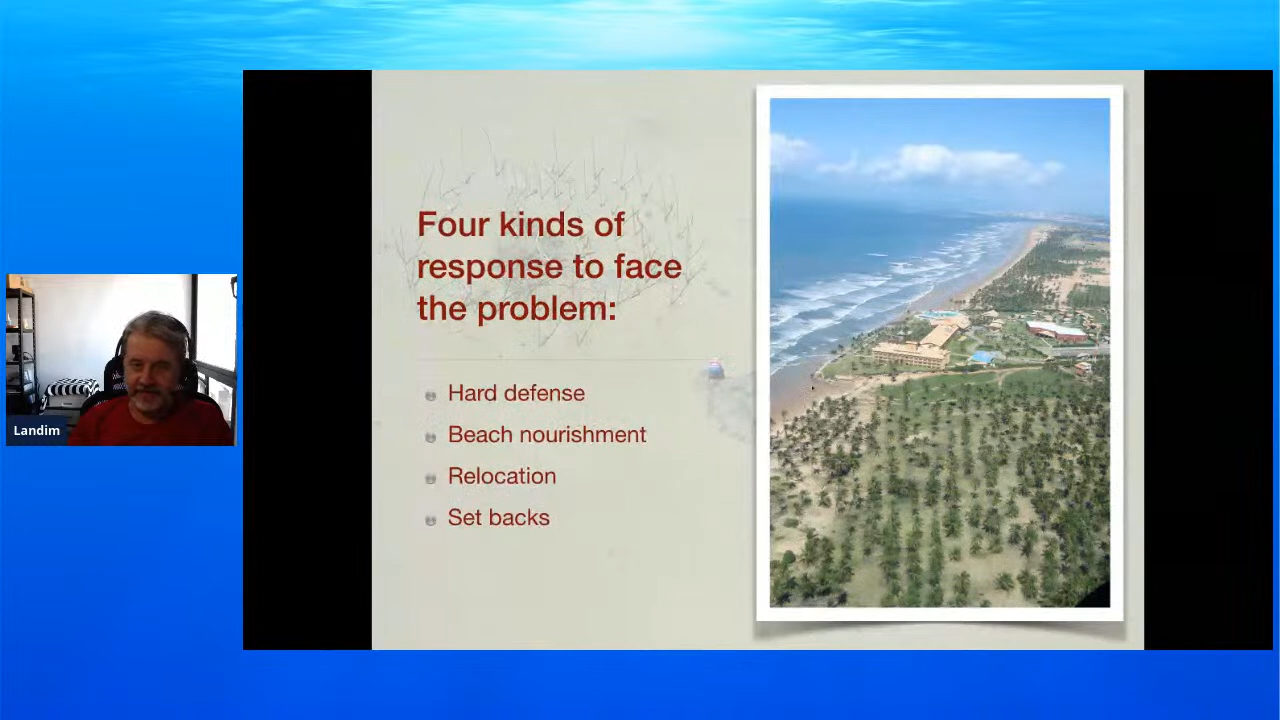 Four kinds of
response to face
the problem:
Hard defense
Beach nourishment
Relocation
Set backs
Landim